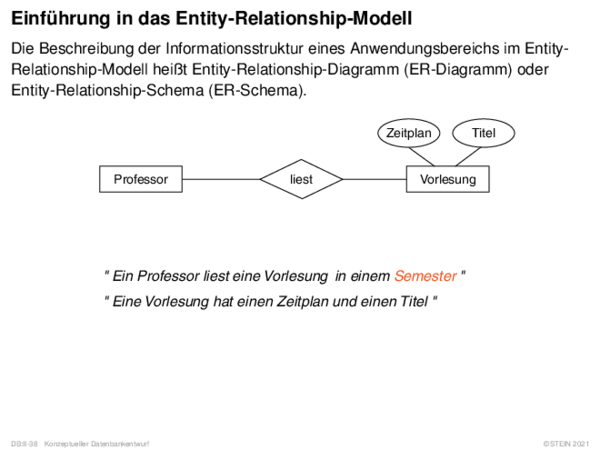 Einführung in das Entity-Relationship-Modell
Die Beschreibung der Informationsstruktur eines Anwendungsbereichs im Entity-
Relationship-Modell heißt Entity-Relationship-Diagramm (ER-Diagramm) oder
Entity-Relationship-Schema (ER-Schema).
Zeitplan Titel
Professor liest Vorlesung
" Ein Professor liest eine Vorlesung in einem Semester "
" Eine Vorlesung hat einen Zeitplan und einen Titel "
DB:II-38 Konzeptueller Datenbankentwurf ©STEIN 2021